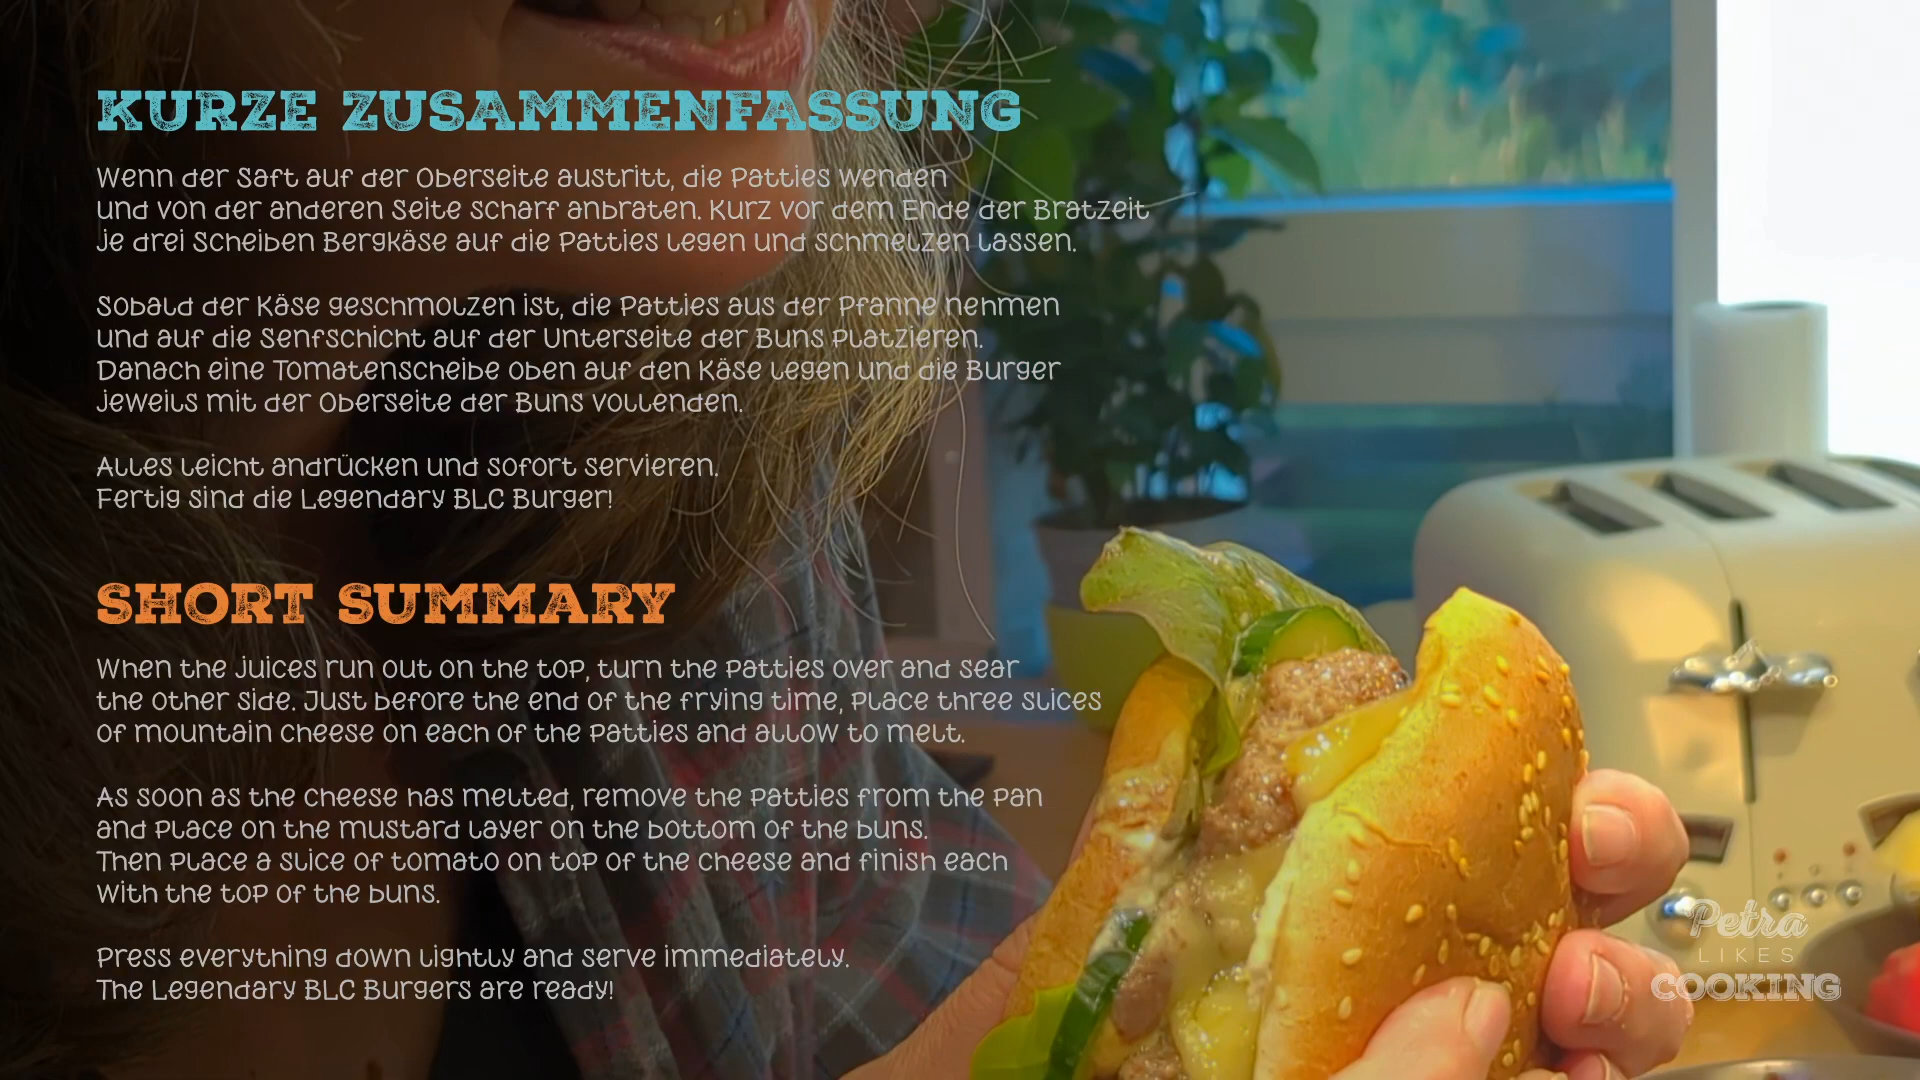 KURZE ZUSAMMENFASSUNG
Wenn der Saft auf der Oberseite austritt, die Patties wenden
und von der anderen Seite scharf anbraten. Kurz vor dem Ende der Bratzeit
je drei Scheiben Bergkäse auf die Patties legen und schmelzen lassen.
Sobald der Käse geschmolzen ist, die Patties aus der Pfanne nehmen
und auf die Senfschicht auf der Unterseite der Buns platzieren.
Danach eine Tomatenscheibe oben auf den Käse legen und die Burger
jeweils mit der Oberseite der Buns vollenden.
Alles leicht andrücken und sofort servieren.
Fertig sind die Legendary BLC Burger!
SHORT SUMMARY
When the juices run out on the top, turn the patties over and sear
the other side. Just before the end of the frying time, place three slices
of mountain cheese on each of the patties and allow to melt.
As soon as the cheese has melted, remove the patties from the pan
and place on the mustard layer on the bottom of the buns.
Then place a slice of tomato on top of the cheese and finish each
with the top of the buns.
Press everything down lightly and serve immediately.
The Legendary BLC Burgers are ready!
Petra
LIKES
COOKING